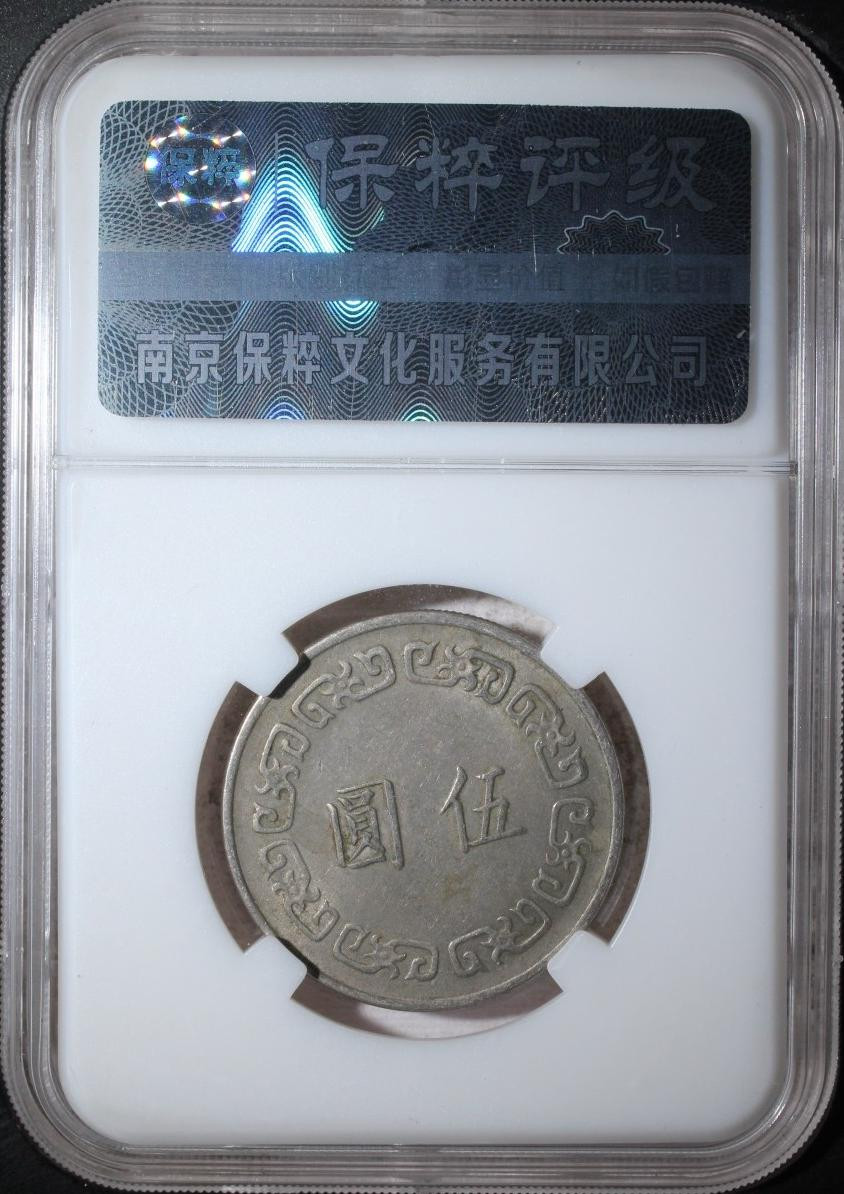 保粹 保粹评级
南京保粹文化服务有限公司
伍圓